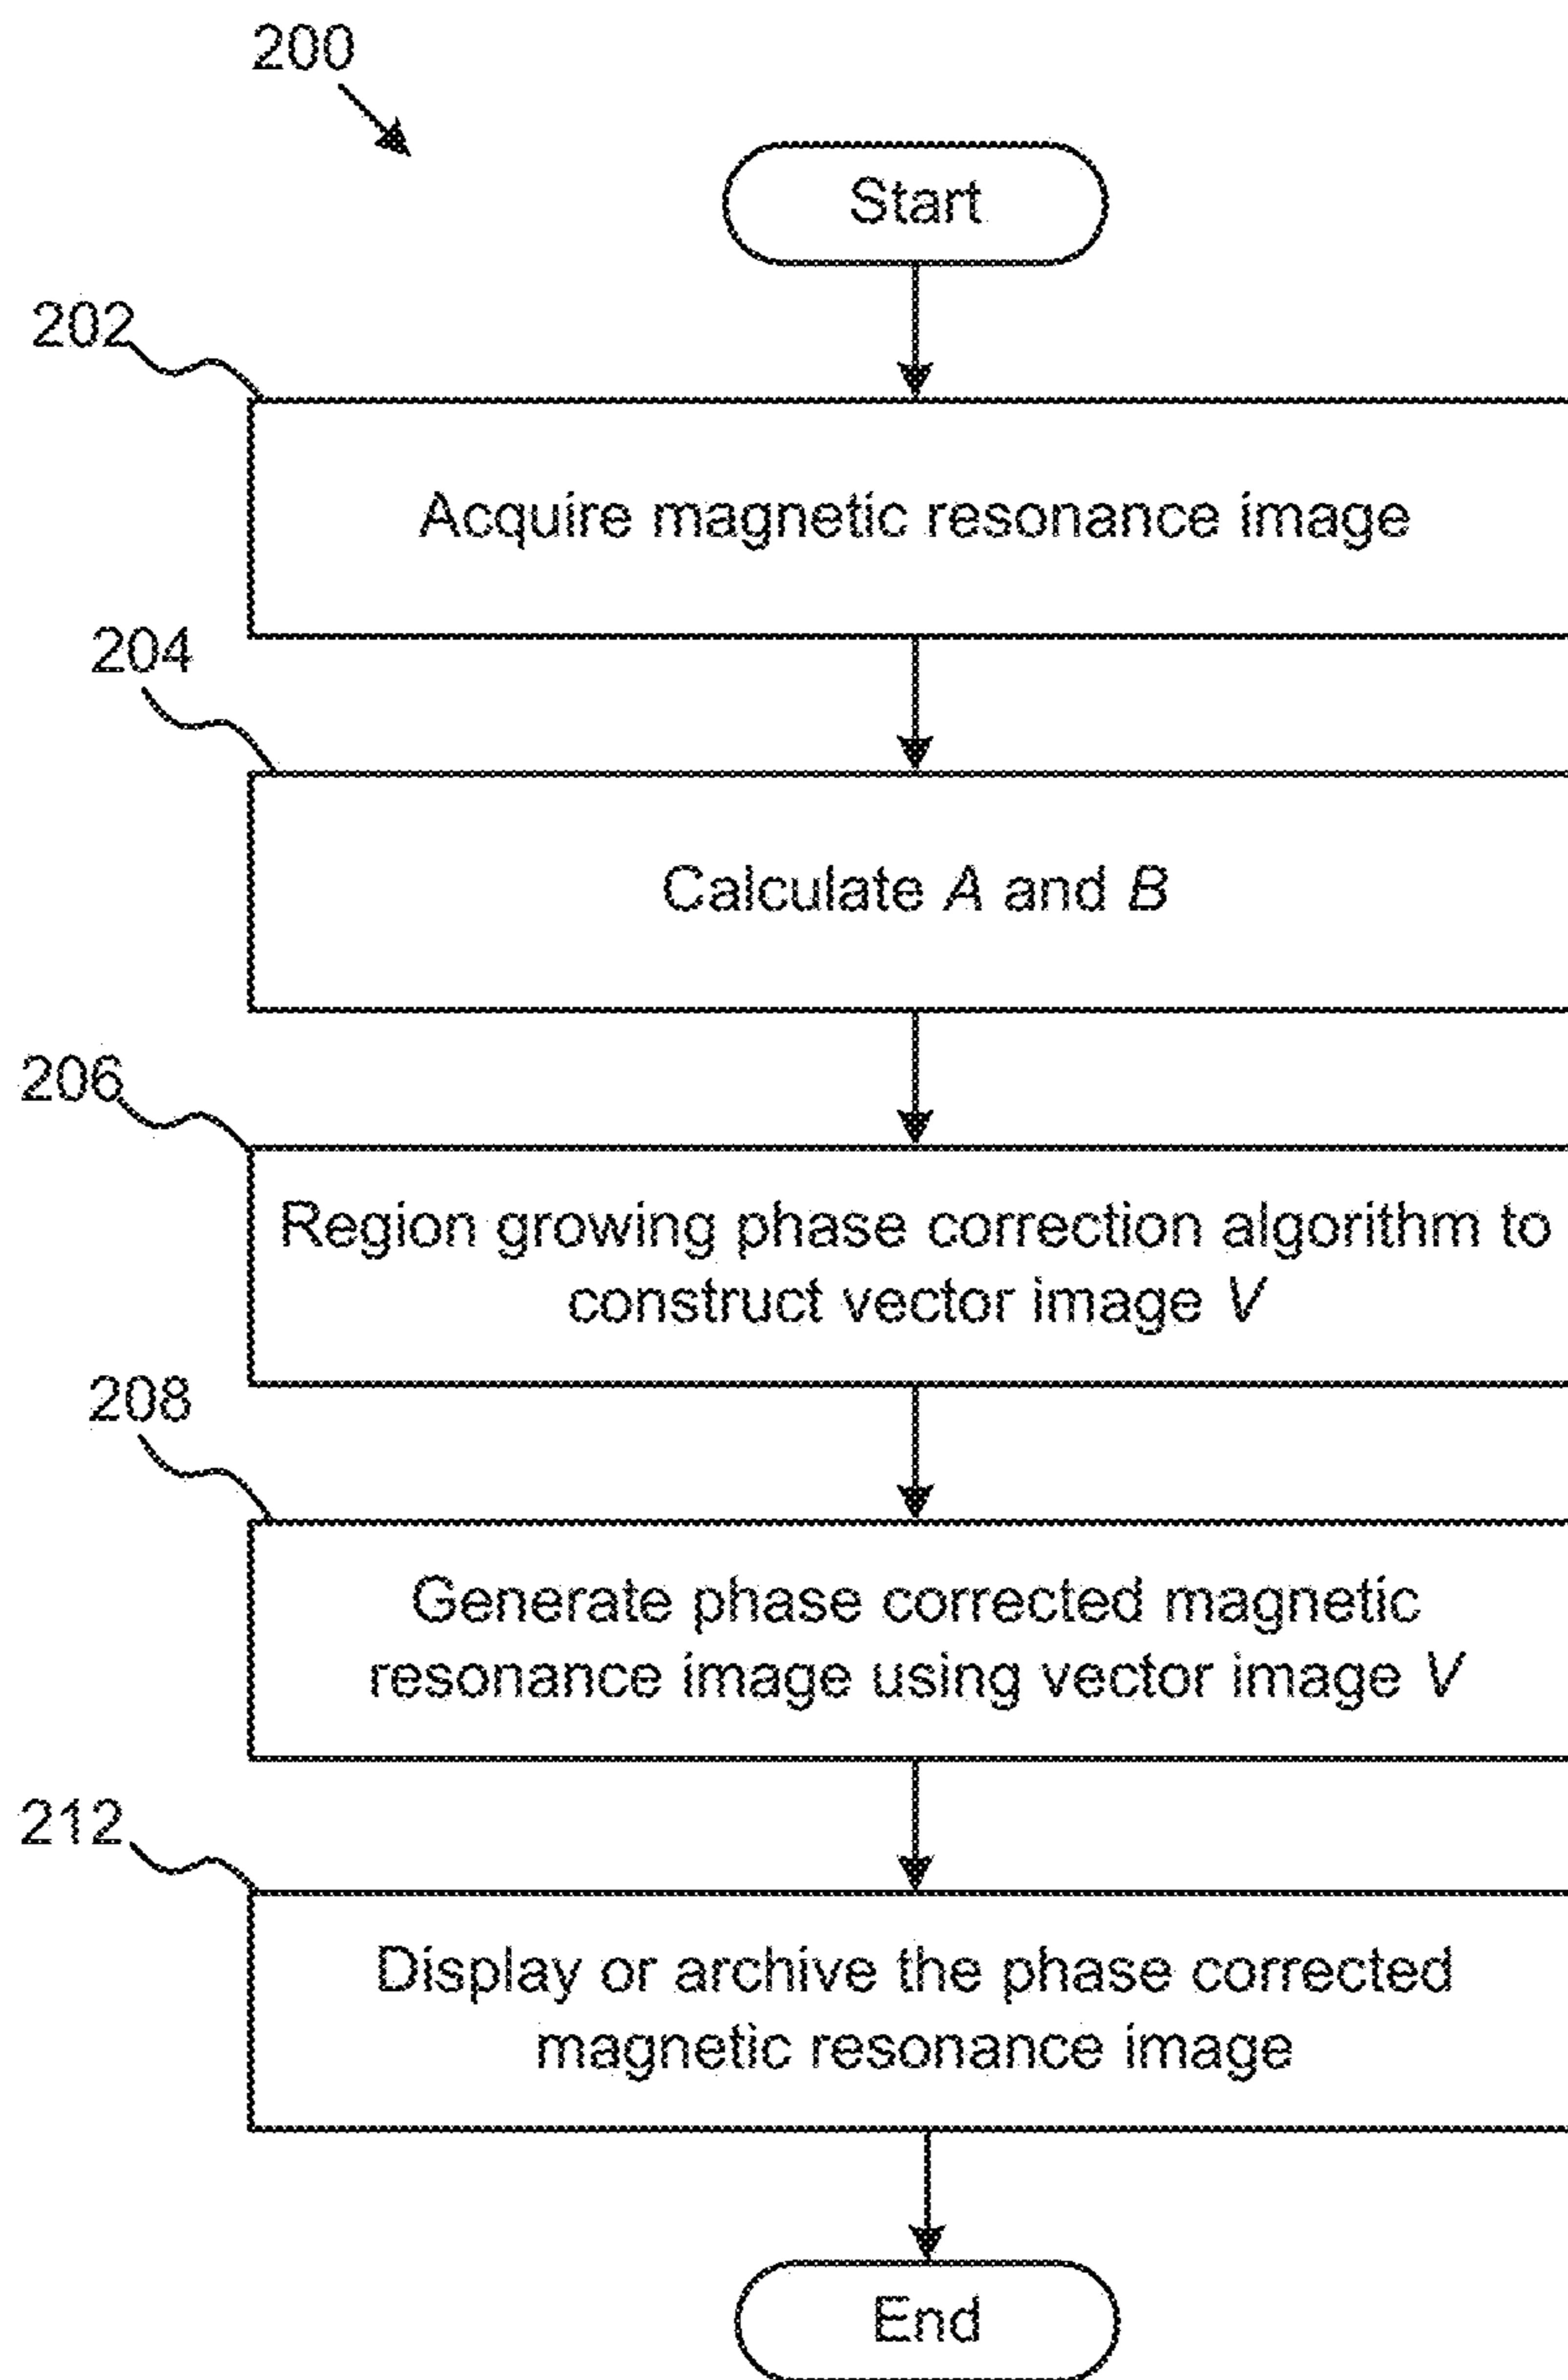 200
Start
202
Acquire magnetic resonance image
204
Calculate A and B
206
Region growing phase correction algorithm to
construct vector image V
208
Generate phase corrected magnetic
resonance image using vector image V
212
Display or archive the phase corrected
magnetic resonance image
End